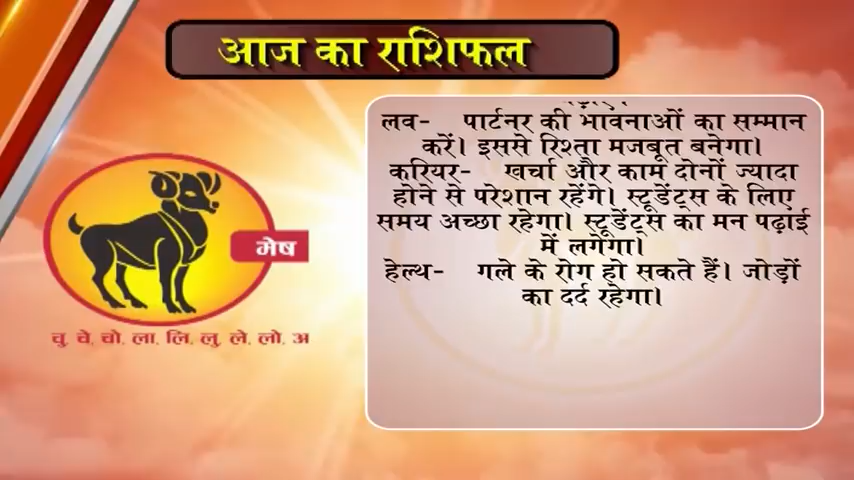 आज का राशिफल
लव- पार्टनर की भावनाओं का सम्मान
करें। इससे रिश्ता मजबूत बनेगा।
करियर- खर्चा और काम दोनों ज्यादा
होने से परेशान रहेंगे। स्टूडेंट्स के लिए
समय अच्छा रहेगा। स्टूडेंट्स का मन पढ़ाई
में लगेगा।
हेल्थ- गले के रोग हो सकते हैं। जोड़ों
का दर्द रहेगा।
मेष
चु, चे, चो, ला, लि, लु, ले, लो, अ